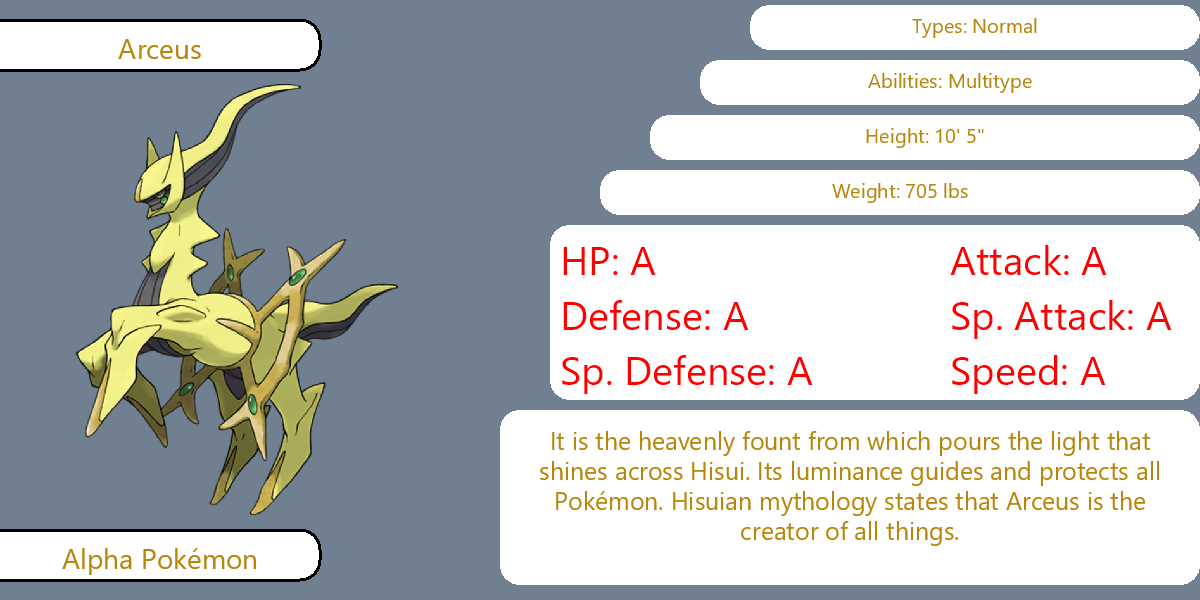 Arceus
Types: Normal
Abilities: Multitype
Height: 10' 5"
Weight: 705 lbs
HP: A
Attack: A
Defense: A
Sp. Attack: A
Sp. Defense: A
Speed: A
It is the heavenly fount from which pours the light that
shines across Hisui. Its luminance guides and protects all
Pokémon. Hisuian mythology states that Arceus is the
creator of all things.
Alpha Pokémon